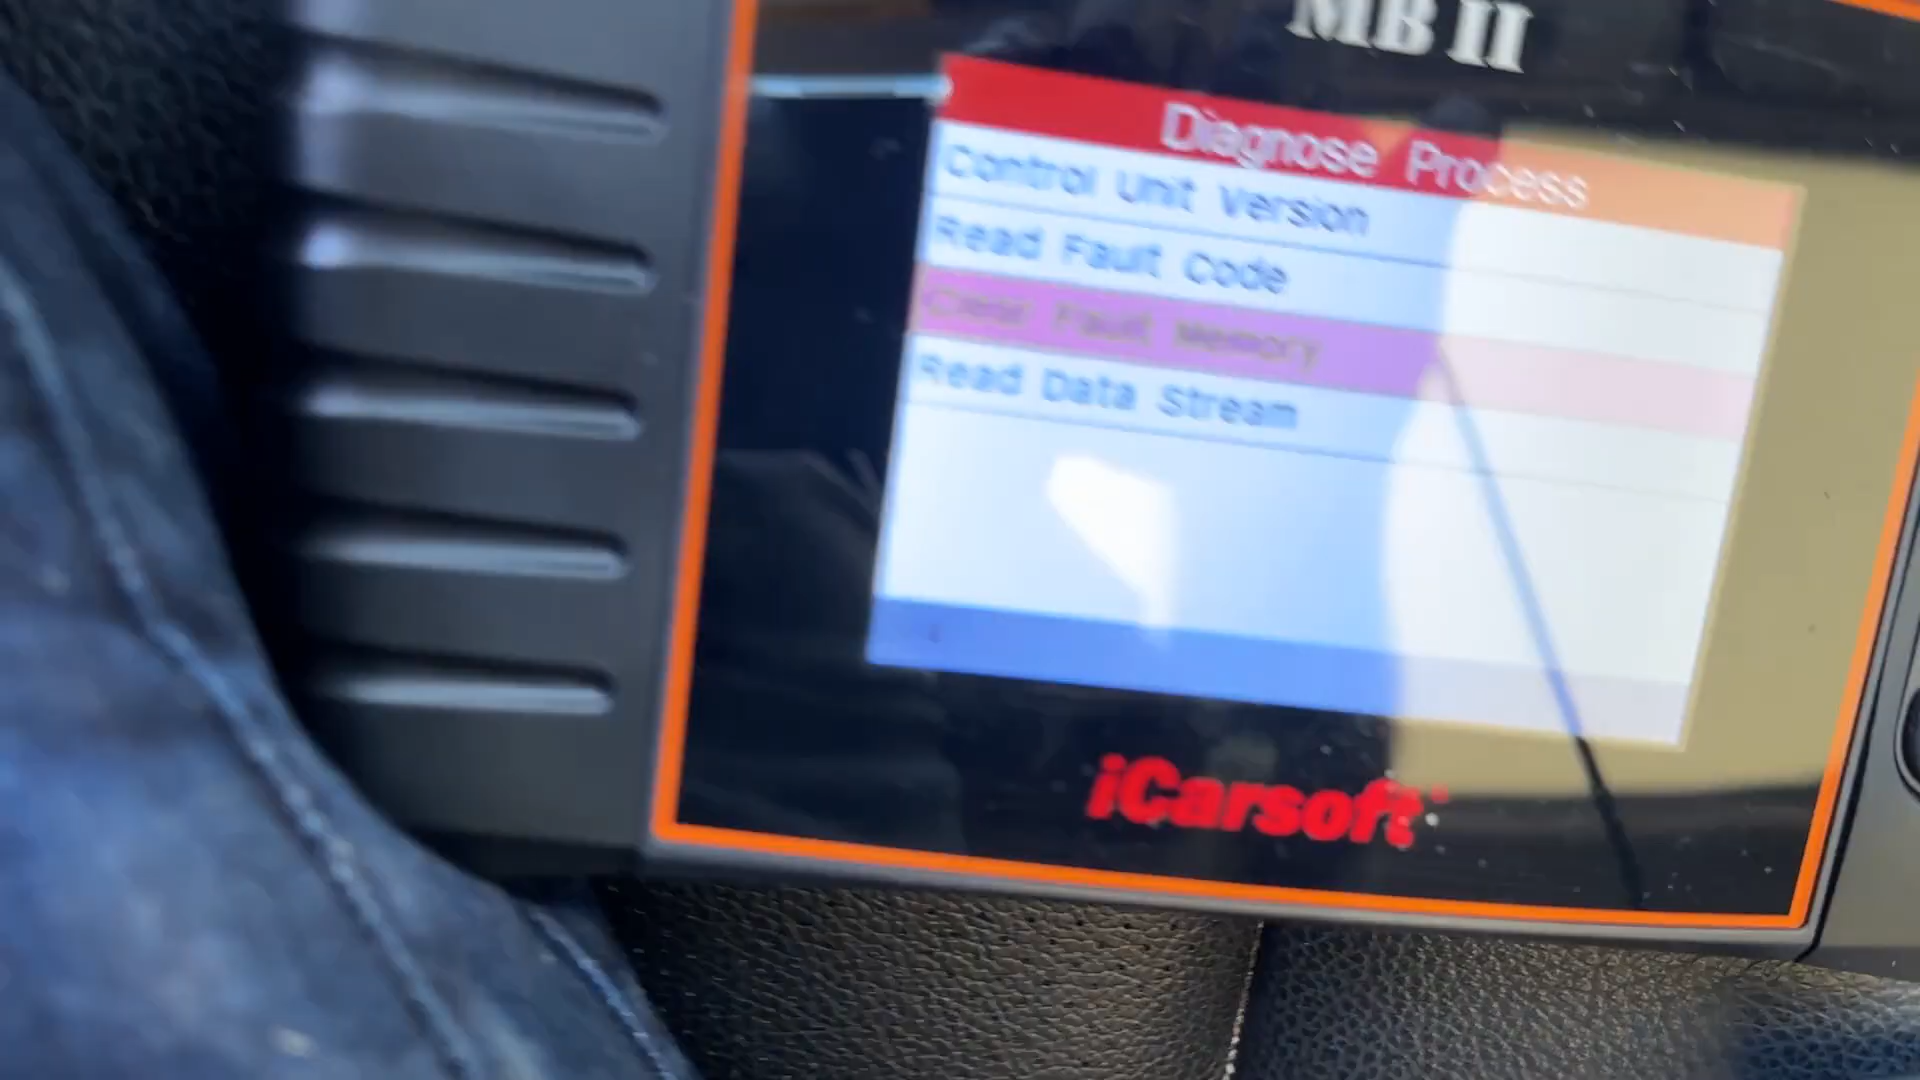 MB II
Diagnose Process
Control Unit Version
Read Fault Code
Clear Fault Memory
Read Data Stream
iCarsoft